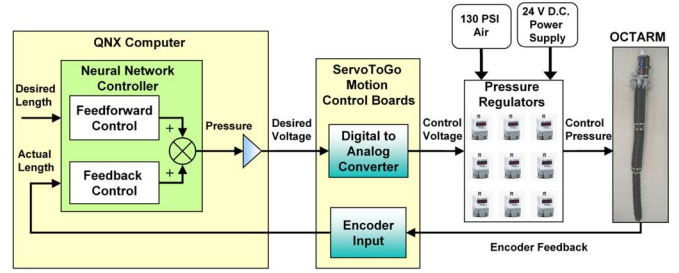 130 PSI
Air
24 V D.C.
Power
Supply
OCTARM
QNX Computer
Neural Network
Controller
Desired
Length
Feedforward
Control
+
Actual
Length
Feedback
Control
+
Pressure
Desired
Voltage
ServoToGo
Motion
Control Boards
Digital to
Analog
Converter
Encoder
Input
Control
Voltage
Pressure
Regulators
Control
Pressure
Encoder Feedback